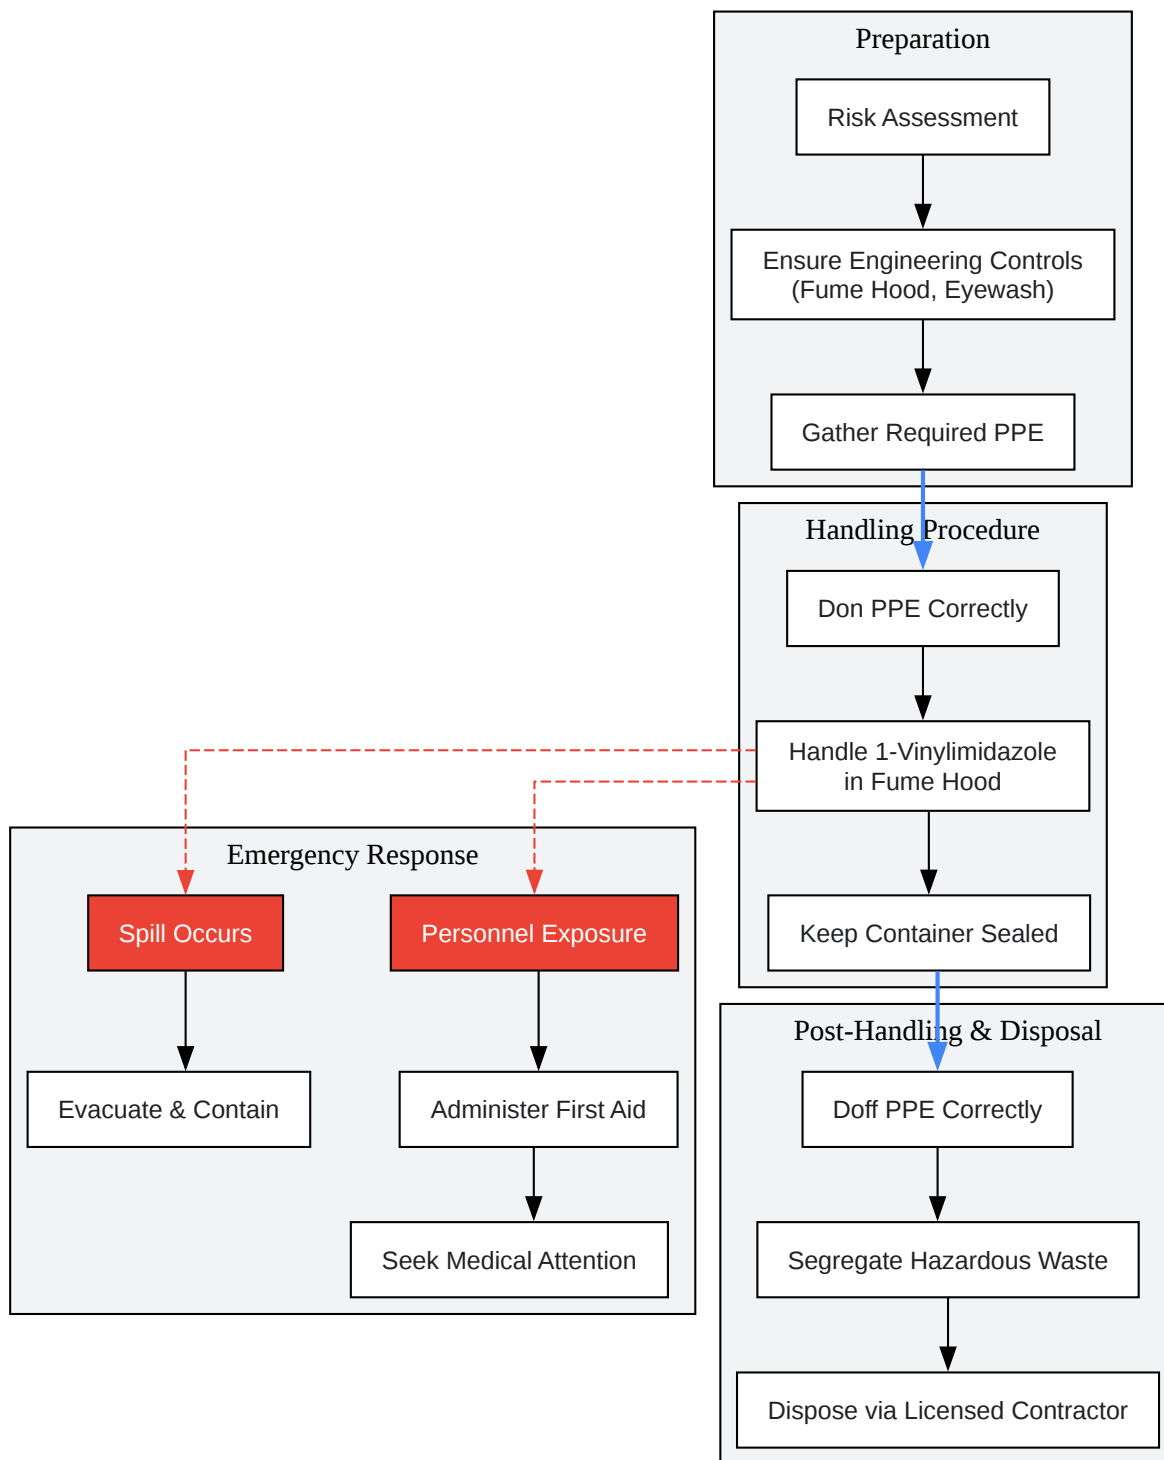 Preparation
Risk Assessment
Ensure Engineering Controls
(Fume Hood, Eyewash)
Gather Required PPE
Handling Procedure
Don PPE Correctly
Handle 1-Vinylimidazole
in Fume Hood
Keep Container Sealed
Emergency Response
Spill Occurs
Personnel Exposure
Evacuate & Contain
Administer First Aid
Seek Medical Attention
Post-Handling & Disposal
Doff PPE Correctly
Segregate Hazardous Waste
Dispose via Licensed Contractor